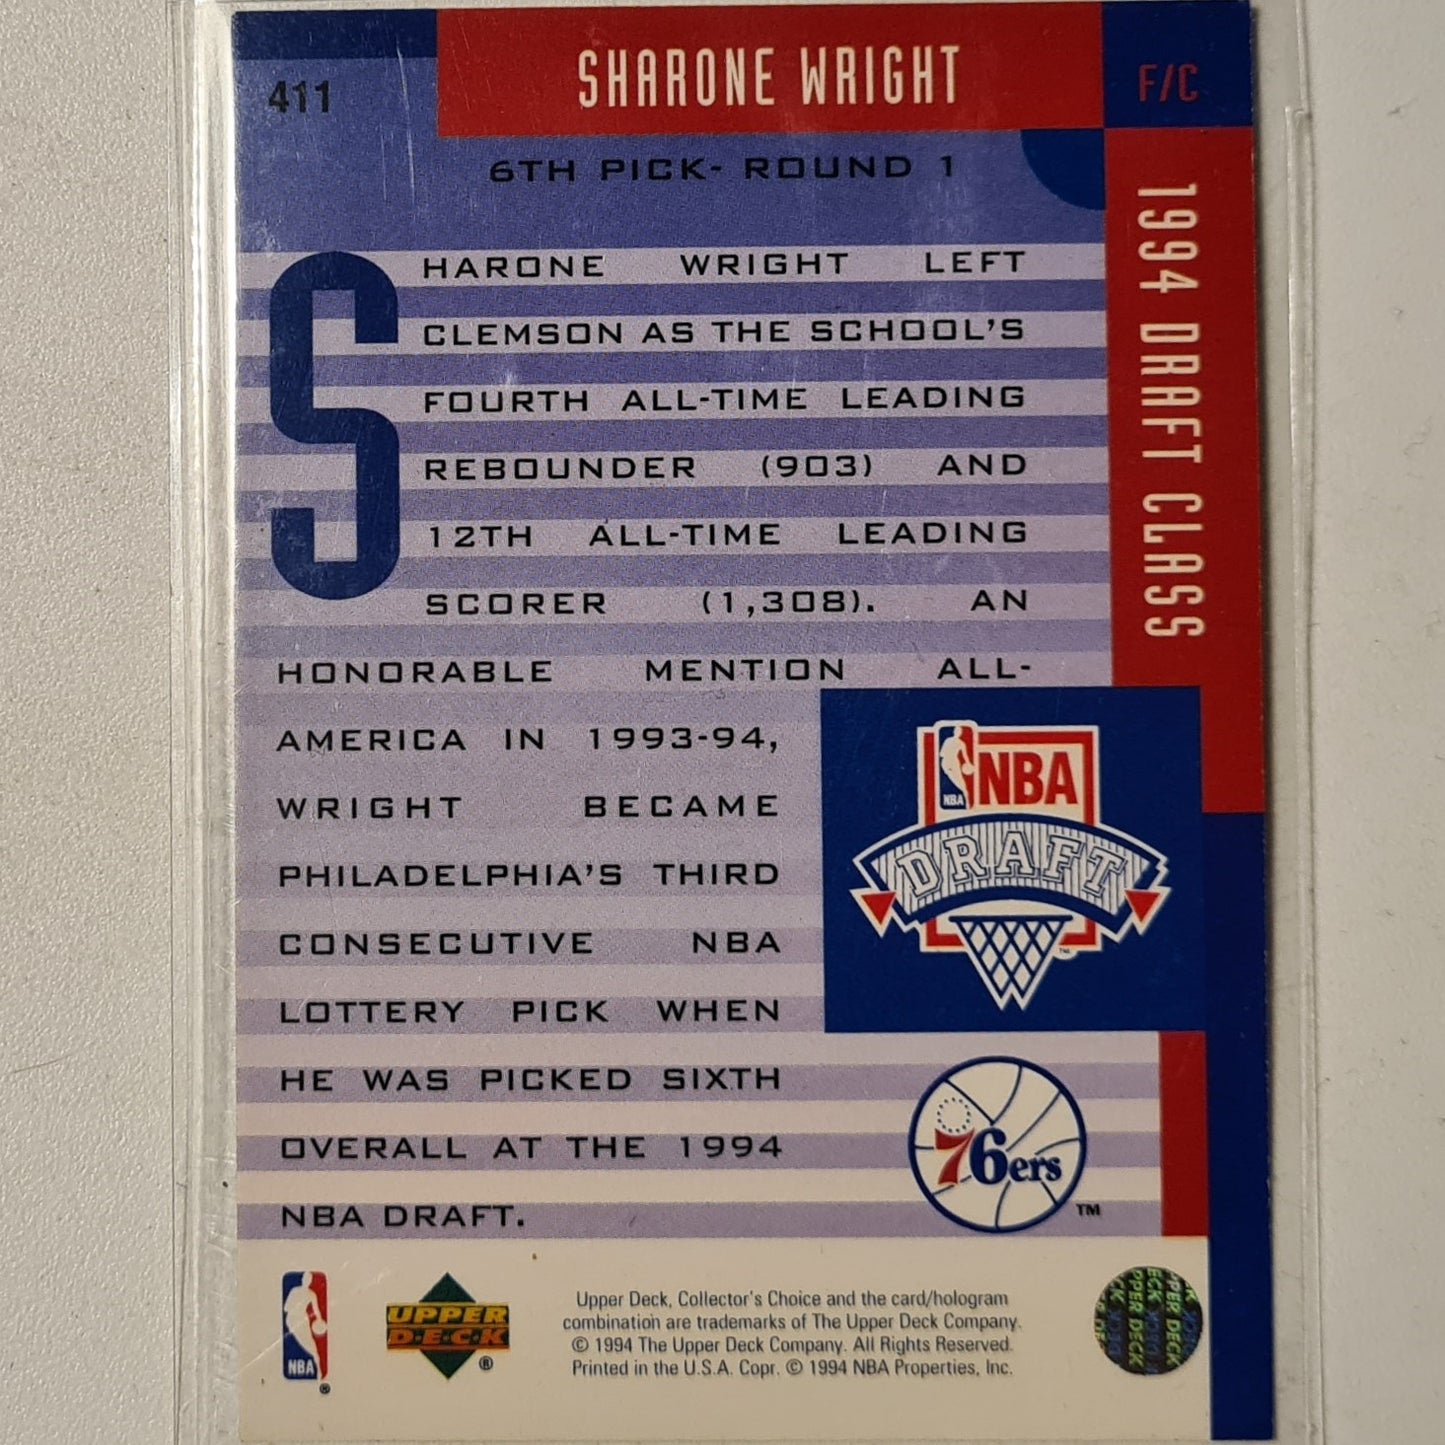 411
SHARONE WRIGHT
F/C
6TH PICK- ROUND 1
1994 DRAFT CLASS
SHARONE WRIGHT LEFT
CLEMSON AS THE SCHOOL'S
FOURTH ALL-TIME LEADING
REBOUNDER (903) AND
12TH ALL-TIME LEADING
SCORER (1,308). AN
HONORABLE MENTION ALL-
AMERICA IN 1993-94,
WRIGHT BECAME
PHILADELPHIA'S THIRD
CONSECUTIVE NBA
LOTTERY PICK WHEN
HE WAS PICKED SIXTH
OVERALL AT THE 1994
NBA DRAFT.
NBA
NBA
DRAFT
TM
76ers
TM
NBA
®
UPPER
D·E·C·K
®
Upper Deck, Collector's Choice and the card/hologram
combination are trademarks of The Upper Deck Company.
© 1994 The Upper Deck Company. All Rights Reserved.
Printed in the U.S.A. Copr. © 1994 NBA Properties, Inc.
UPPER DECK